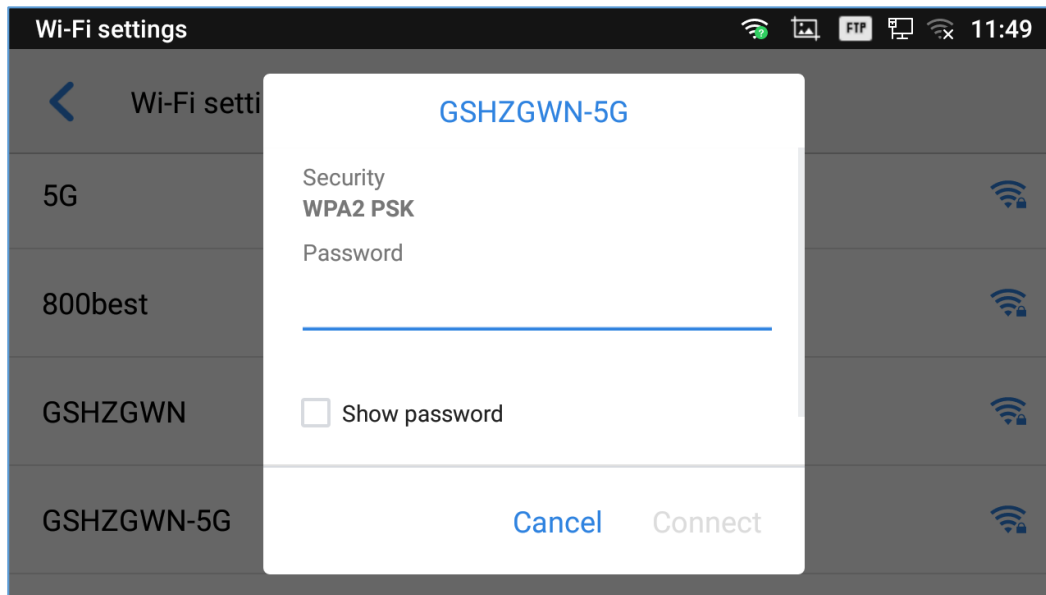 Wi-Fi settings
FTP
11:49
Wi-Fi setti
GSHZGWN-5G
5G
Security
WPA2 PSK
Password
800best
GSHZGWN
Show password
GSHZGWN-5G
Cancel
Connect